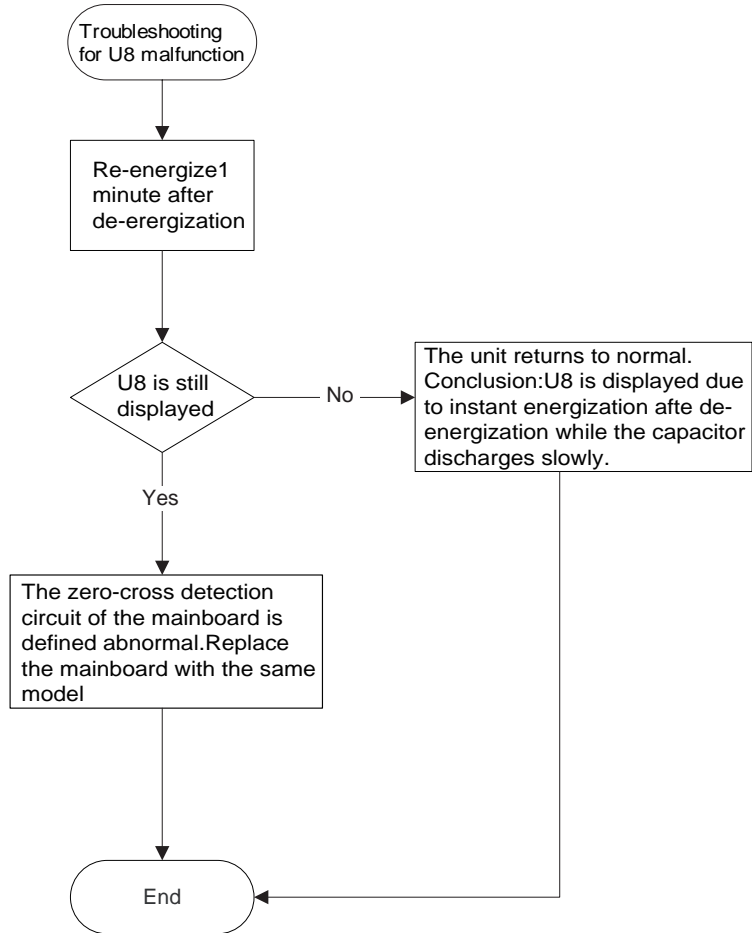 Troubleshooting
for U8 malfunction
Re-energize1
minute after
de-erergization
U8 is still
displayed
No
The unit returns to normal.
Conclusion:U8 is displayed due
to instant energization afte de-
energization while the capacitor
discharges slowly.
Yes
The zero-cross detection
circuit of the mainboard is
defined abnormal.Replace
the mainboard with the same
model
End